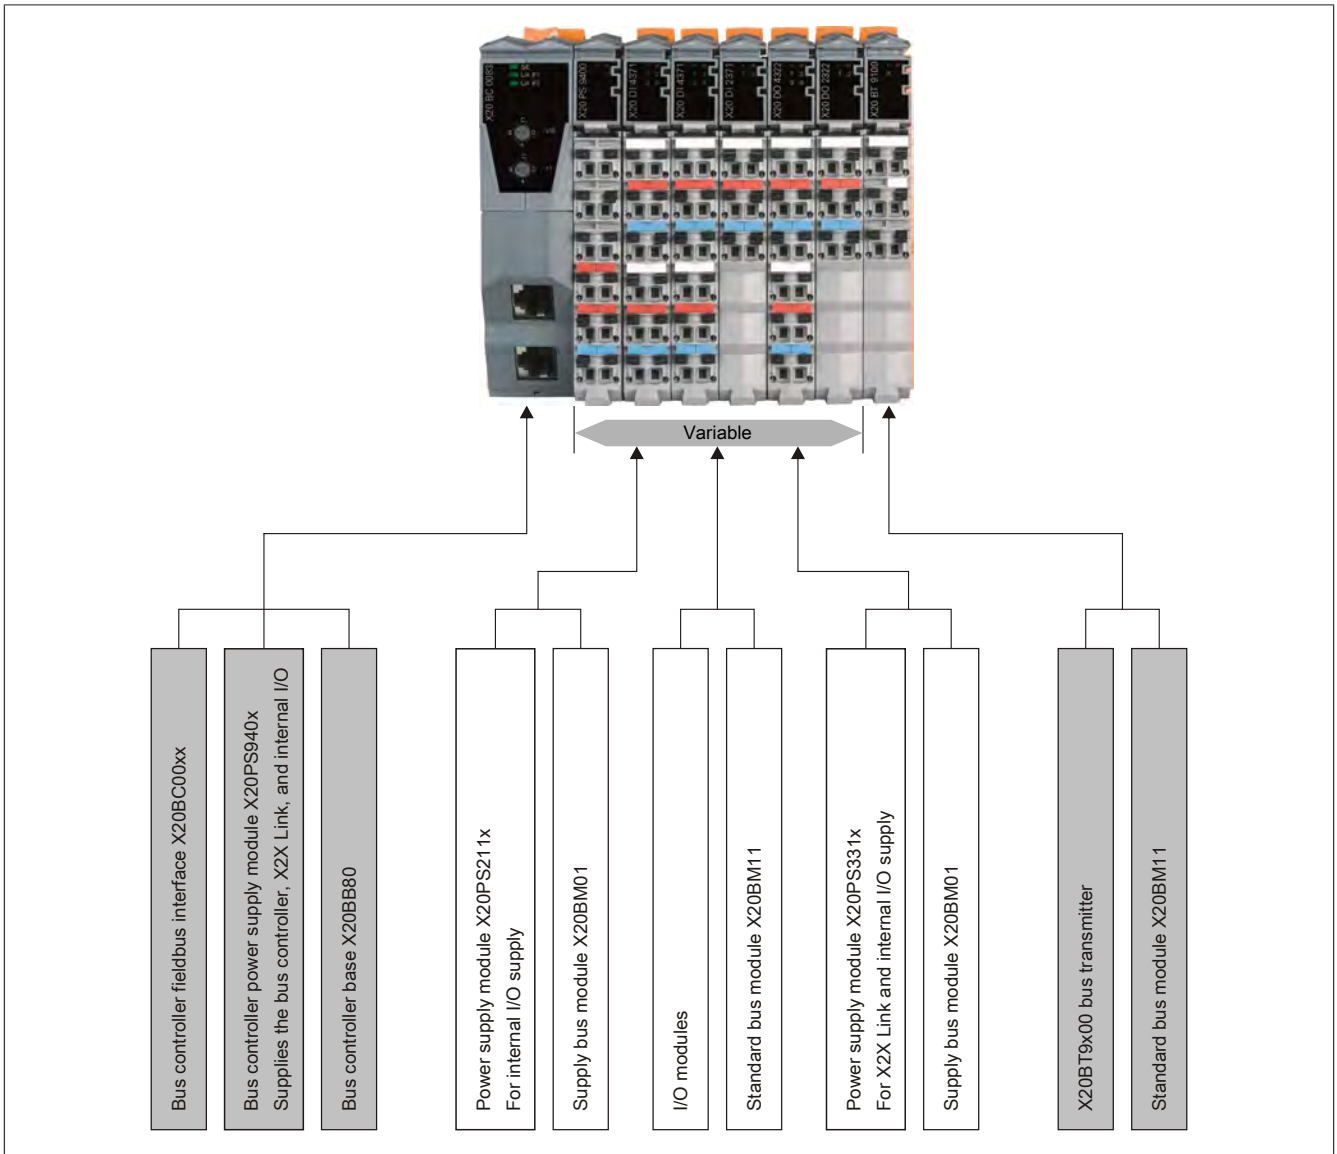 X20 BC 0083
X20 PS 9400
X20 DI 4371
X20 DI 4371
X20 DI 2371
X20 DO 4322
X20 DO 2322
X20 BT 9100
Variable
Bus controller fieldbus interface X20BC00xx
Bus controller power supply module X20PS940x
Supplies the bus controller, X2X Link, and internal I/O
Bus controller base X20BB80
Power supply module X20PS211x
For internal I/O supply
Supply bus module X20BM01
I/O modules
Standard bus module X20BM11
Power supply module X20PS331x
For X2X Link and internal I/O supply
Supply bus module X20BM01
X20BT9x00 bus transmitter
Standard bus module X20BM11